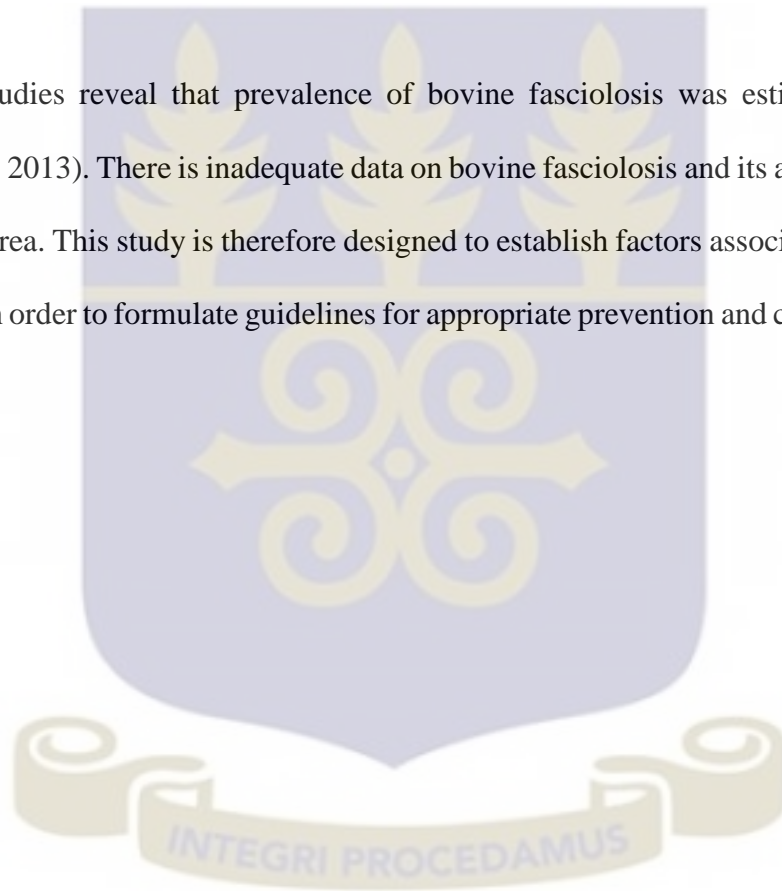 udies reveal that prevalence of bovine fasciolosis was esti
2013). There is inadequate data on bovine fasciolosis and its a
rea. This study is therefore designed to establish factors associ
order to formulate guidelines for appropriate prevention and c
INTEGRI PROCEDAMUS